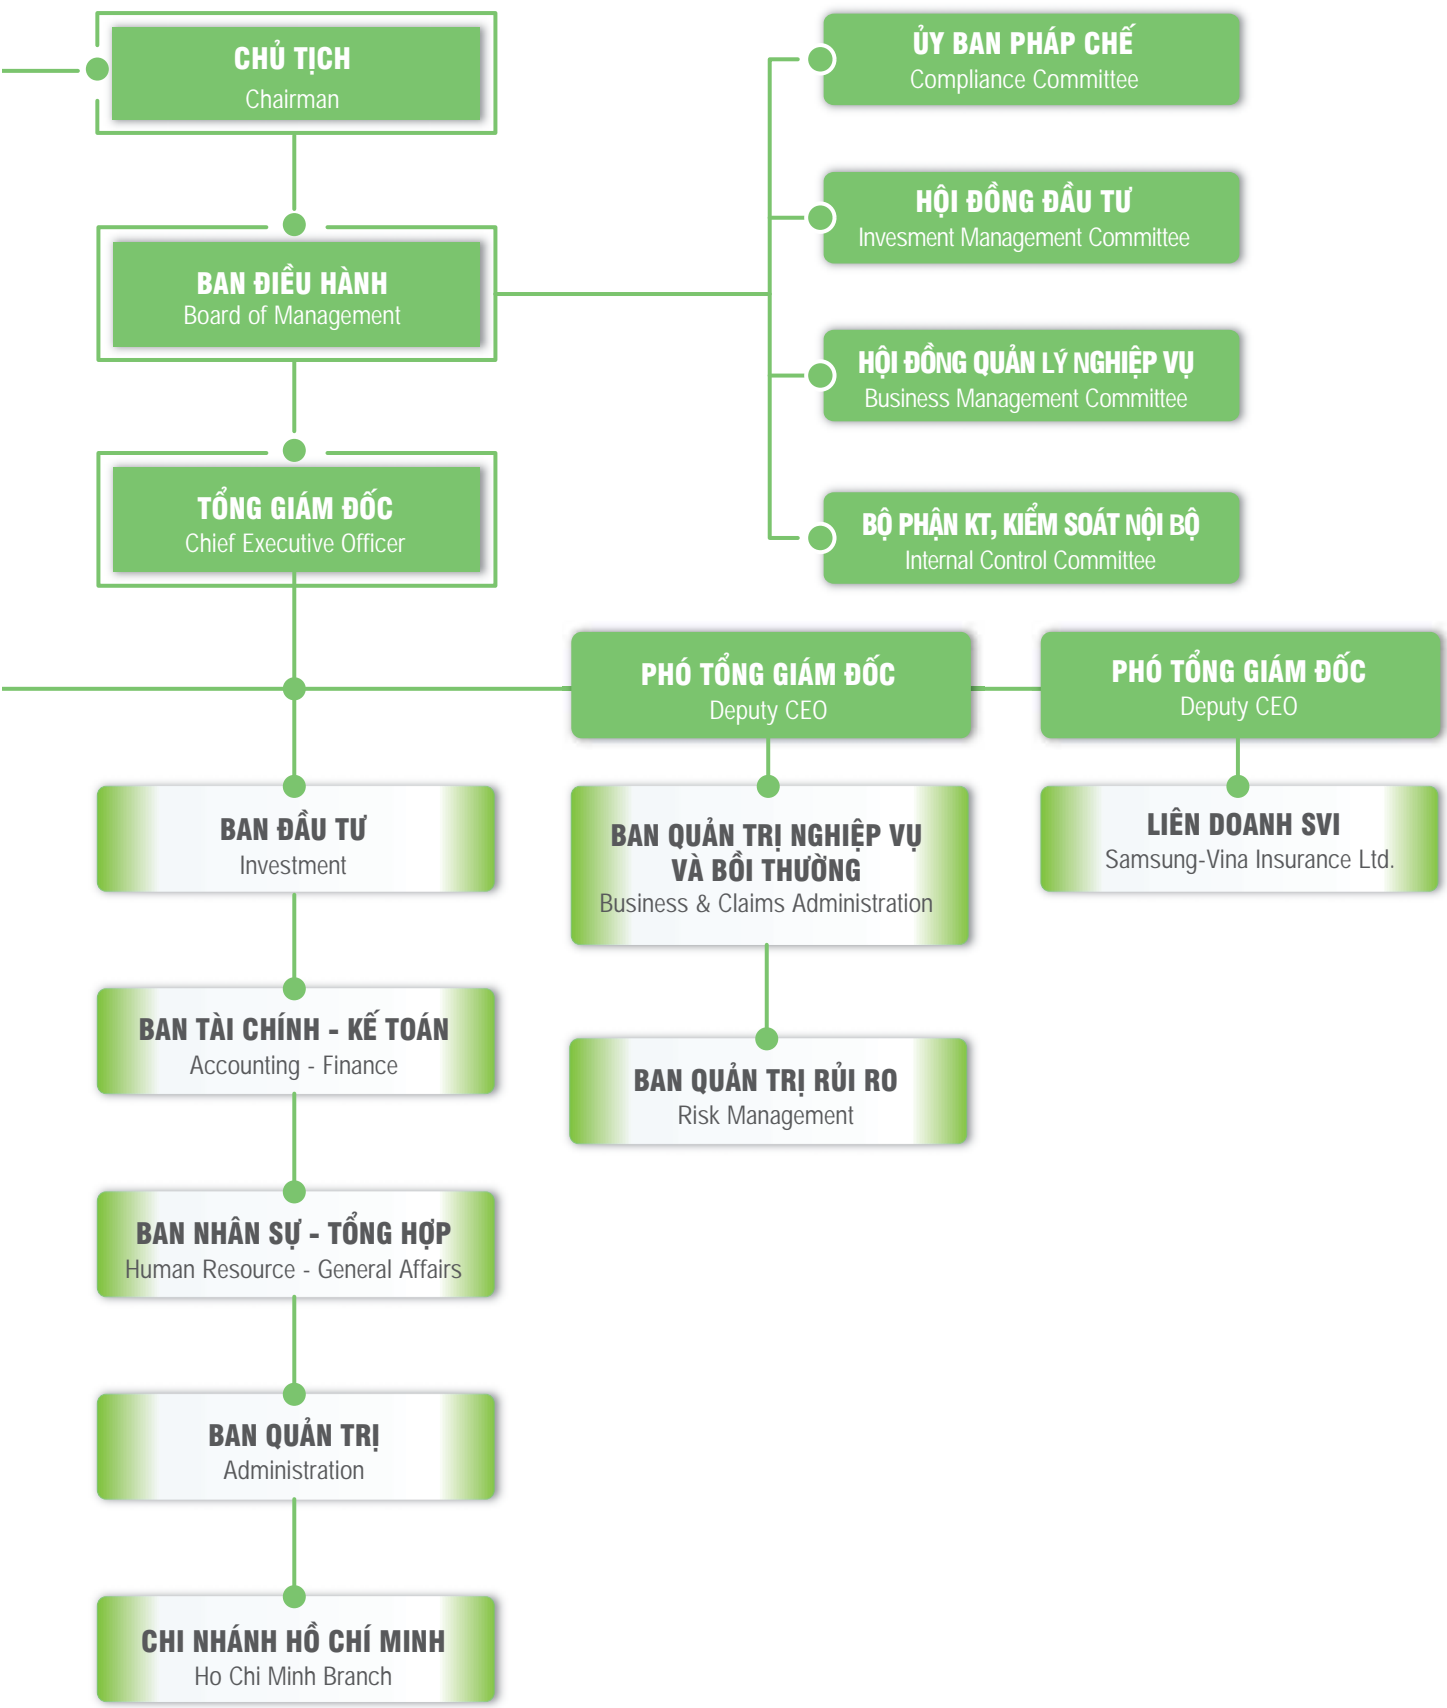 CHỦ TỊCH
Chairman
BAN ĐIỀU HÀNH
Board of Management
TỔNG GIÁM ĐỐC
Chief Executive Officer
ỦY BAN PHÁP CHẾ
Compliance Committee
HỘI ĐỒNG ĐẦU TƯ
Invesment Management Committee
HỘI ĐỒNG QUẢN LÝ NGHIỆP VỤ
Business Management Committee
BỘ PHẬN KT, KIỂM SOÁT NỘI BỘ
Internal Control Committee
PHÓ TỔNG GIÁM ĐỐC
Deputy CEO
PHÓ TỔNG GIÁM ĐỐC
Deputy CEO
BAN ĐẦU TƯ
Investment
BAN TÀI CHÍNH - KẾ TOÁN
Accounting - Finance
BAN NHÂN SỰ - TỔNG HỢP
Human Resource - General Affairs
BAN QUẢN TRỊ
Administration
CHI NHÁNH HỒ CHÍ MINH
Ho Chi Minh Branch
BAN QUẢN TRỊ NGHIỆP VỤ
VÀ BỒI THƯỜNG
Business & Claims Administration
BAN QUẢN TRỊ RỦI RO
Risk Management
LIÊN DOANH SVI
Samsung-Vina Insurance Ltd.